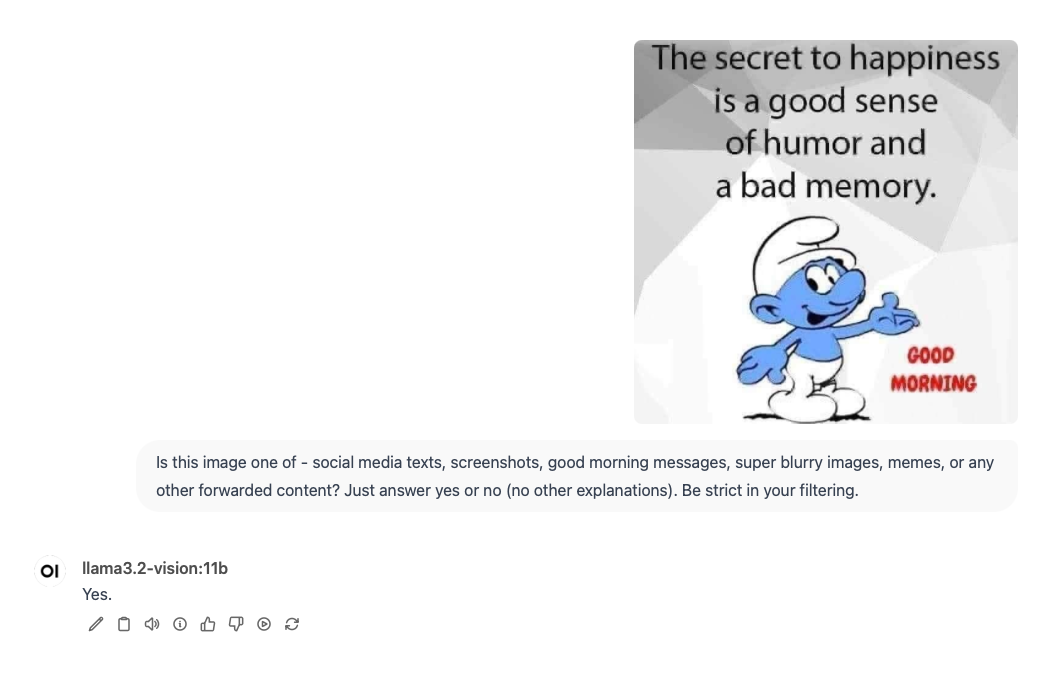 The secret to happiness
is a good sense
of humor and
a bad memory.
GOOD
MORNING
Is this image one of - social media texts, screenshots, good morning messages, super blurry images, memes, or any
other forwarded content? Just answer yes or no (no other explanations). Be strict in your filtering.
OI
llama3.2-vision:11b
Yes.